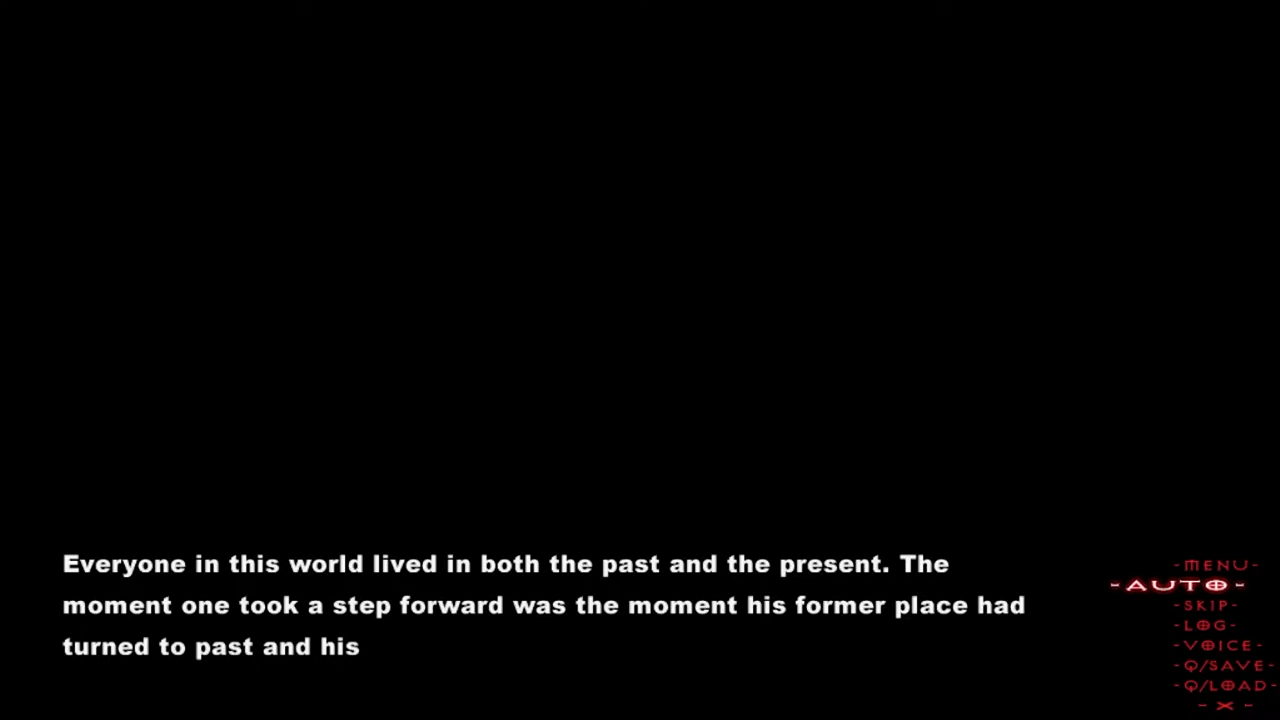 Everyone in this world lived in both the past and the present. The
moment one took a step forward was the moment his former place had
turned to past and his
-MENU-
-AUTO-
-SKIP-
-LOG-
-VOICE-
-Q/SAVE-
-Q/LOAD-
-X-